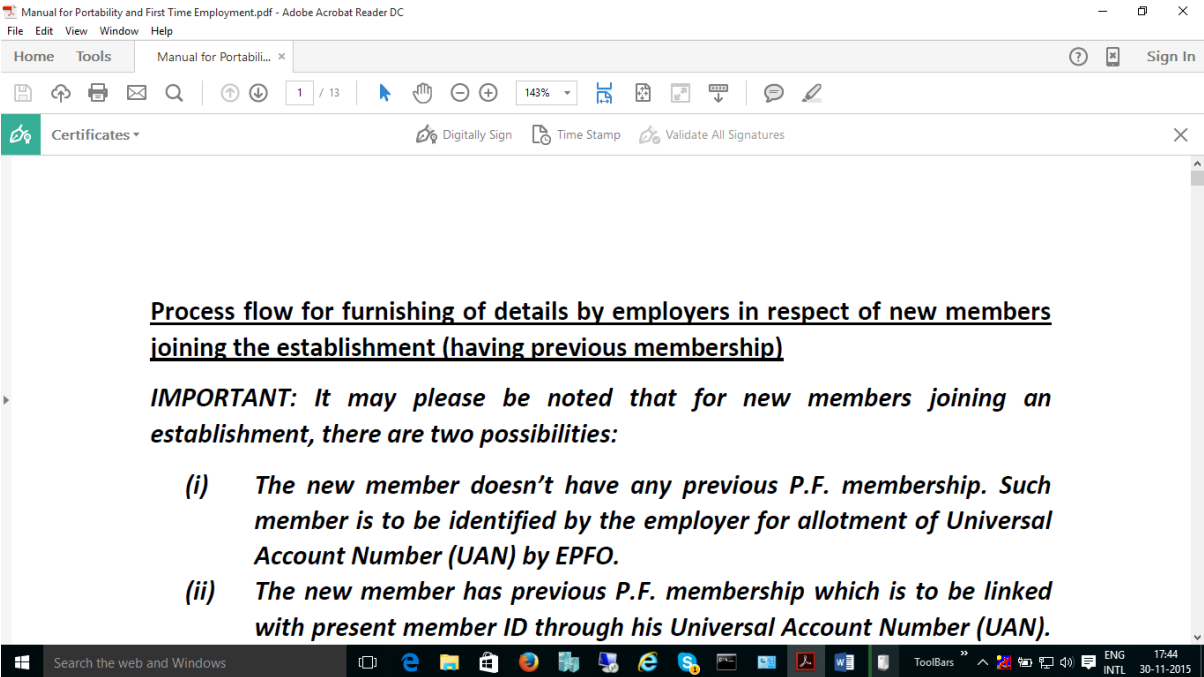 Manual for Portability and First Time Employment.pdf - Adobe Acrobat Reader DC
File Edit View Window Help
Home Tools Manual for Portabili... × Sign In
1 / 13 143%
Certificates Digitally Sign Time Stamp Validate All Signatures
Process flow for furnishing of details by employers in respect of new members
joining the establishment (having previous membership)
IMPORTANT: It may please be noted that for new members joining an
establishment, there are two possibilities:
(i) The new member doesn’t have any previous P.F. membership. Such
member is to be identified by the employer for allotment of Universal
Account Number (UAN) by EPFO.
(ii) The new member has previous P.F. membership which is to be linked
with present member ID through his Universal Account Number (UAN).
Search the web and Windows ToolBars » ENG 17:44
INTL 30-11-2015